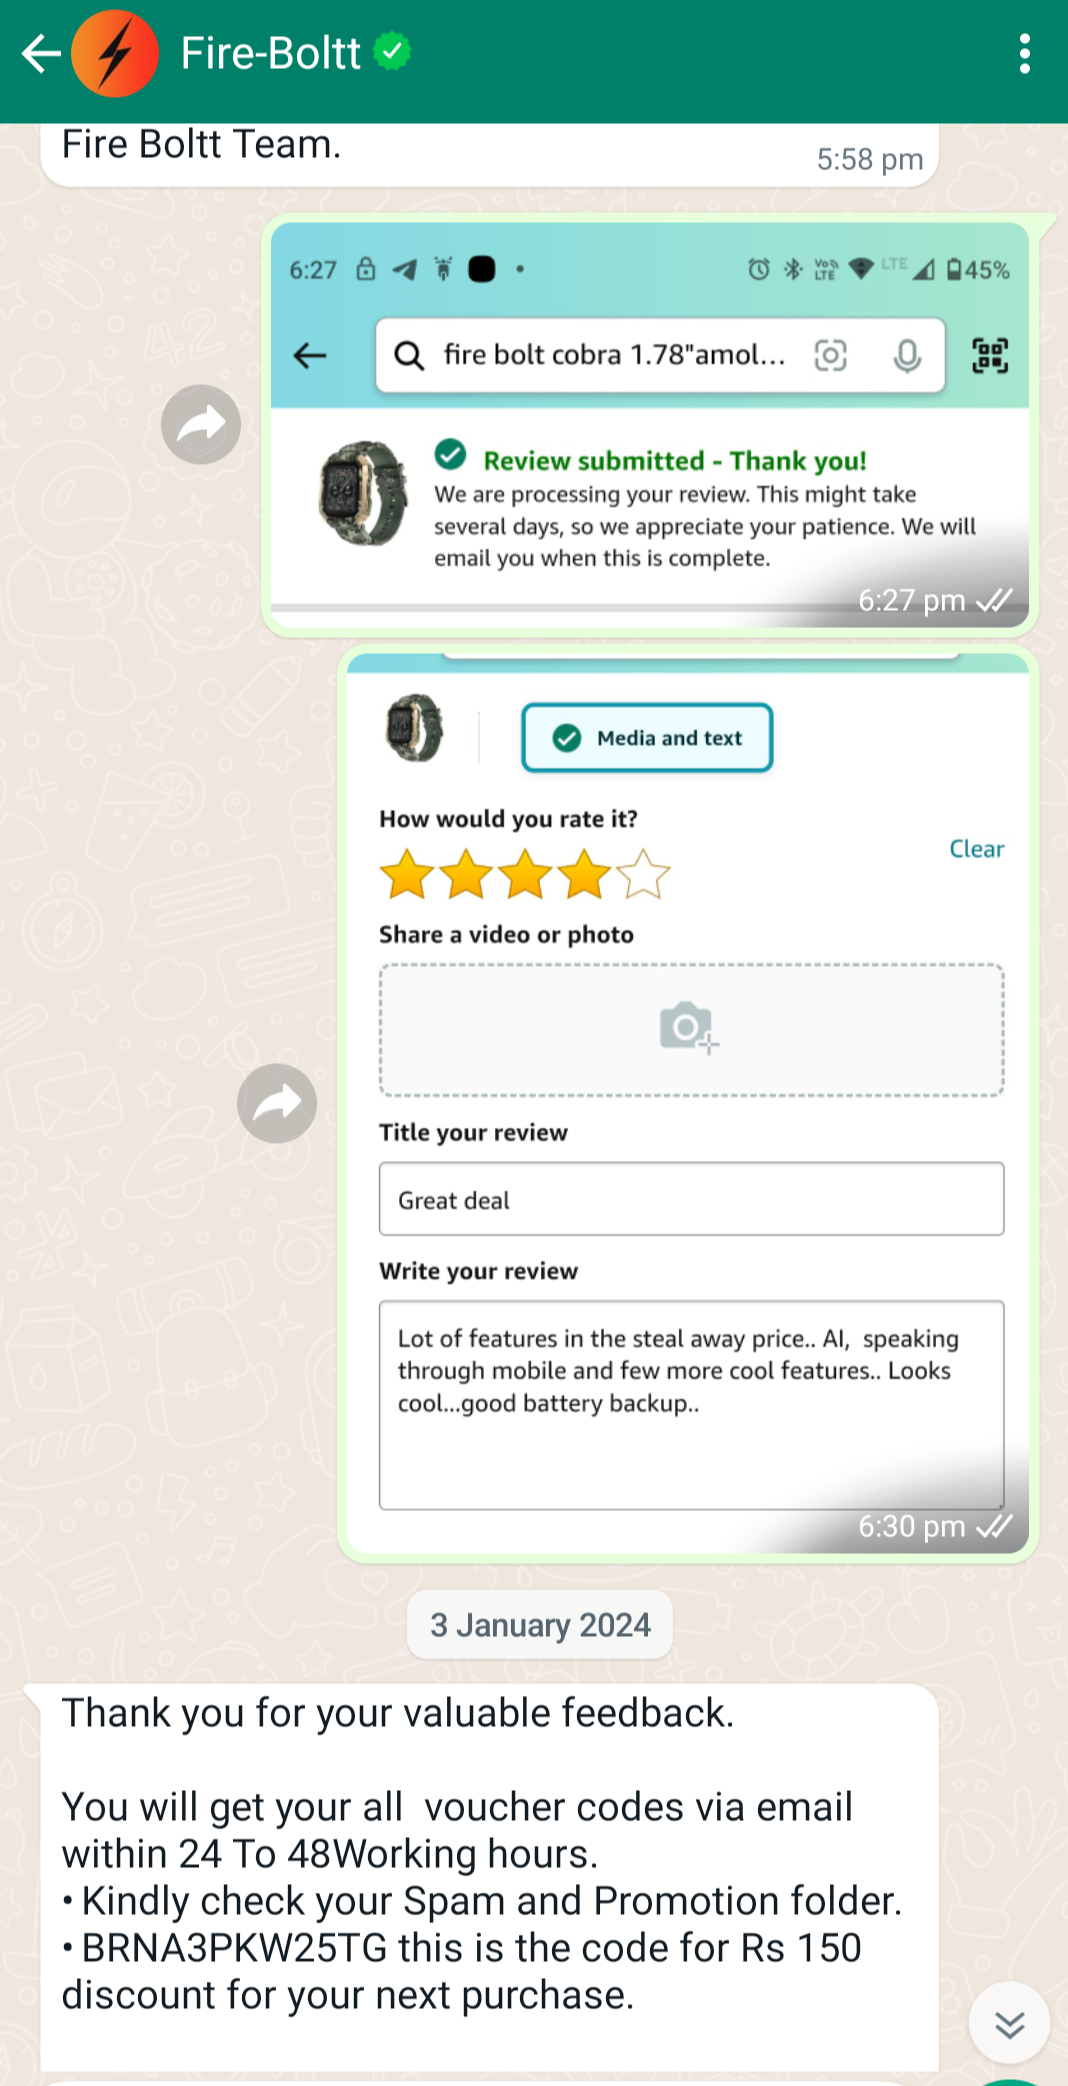 Fire-Boltt
Fire Boltt Team.
5:58 pm
6:27
VoD LTE
LTE
45%
fire bolt cobra 1.78"amol...
Review submitted - Thank you!
We are processing your review. This might take
several days, so we appreciate your patience. We will
email you when this is complete.
6:27 pm
Media and text
How would you rate it?
Clear
Share a video or photo
Title your review
Great deal
Write your review
Lot of features in the steal away price.. AI,  speaking
through mobile and few more cool features.. Looks
cool...good battery backup..
6:30 pm
3 January 2024
Thank you for your valuable feedback.
You will get your all  voucher codes via email
within 24 To 48Working hours.
• Kindly check your Spam and Promotion folder.
• BRNA3PKW25TG this is the code for Rs 150
discount for your next purchase.